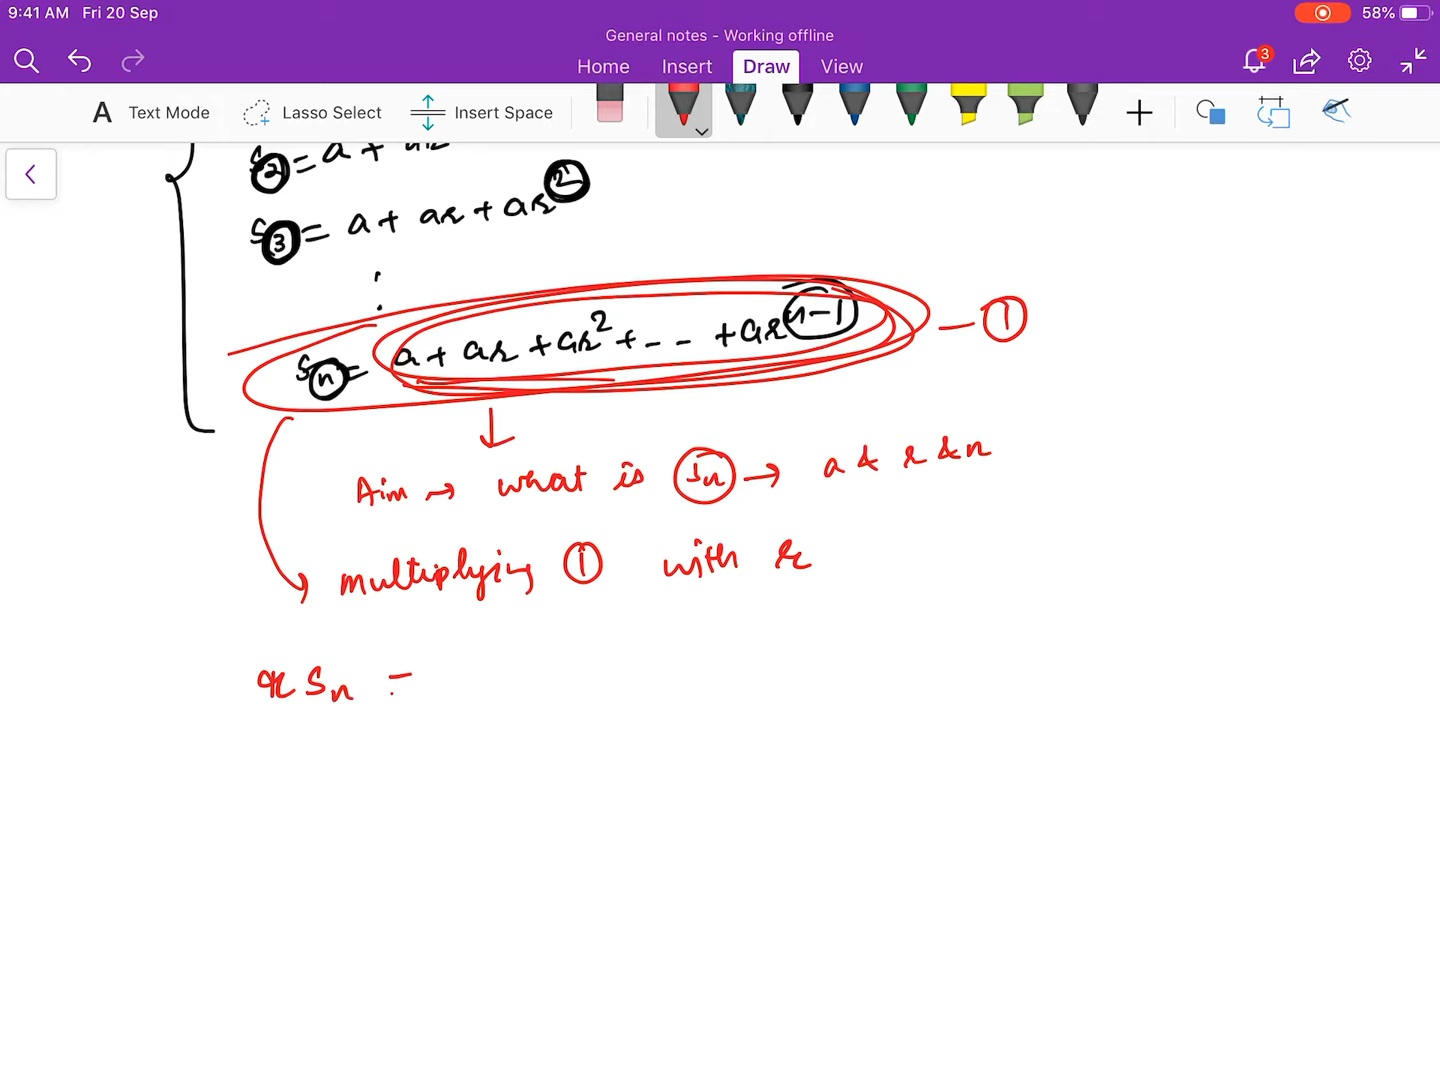 9:41 AM Fri 20 Sep 58%
General notes - Working offline
Home Insert Draw View 3
A Text Mode Lasso Select Insert Space
S2 = a + ar
S3 = a + ar + ar²
⋮
Sn = a + ar + ar² + - - + ar^(n-1) — ①
Aim → what is Sn → a & r & n
multiplying ① with r
r Sn =